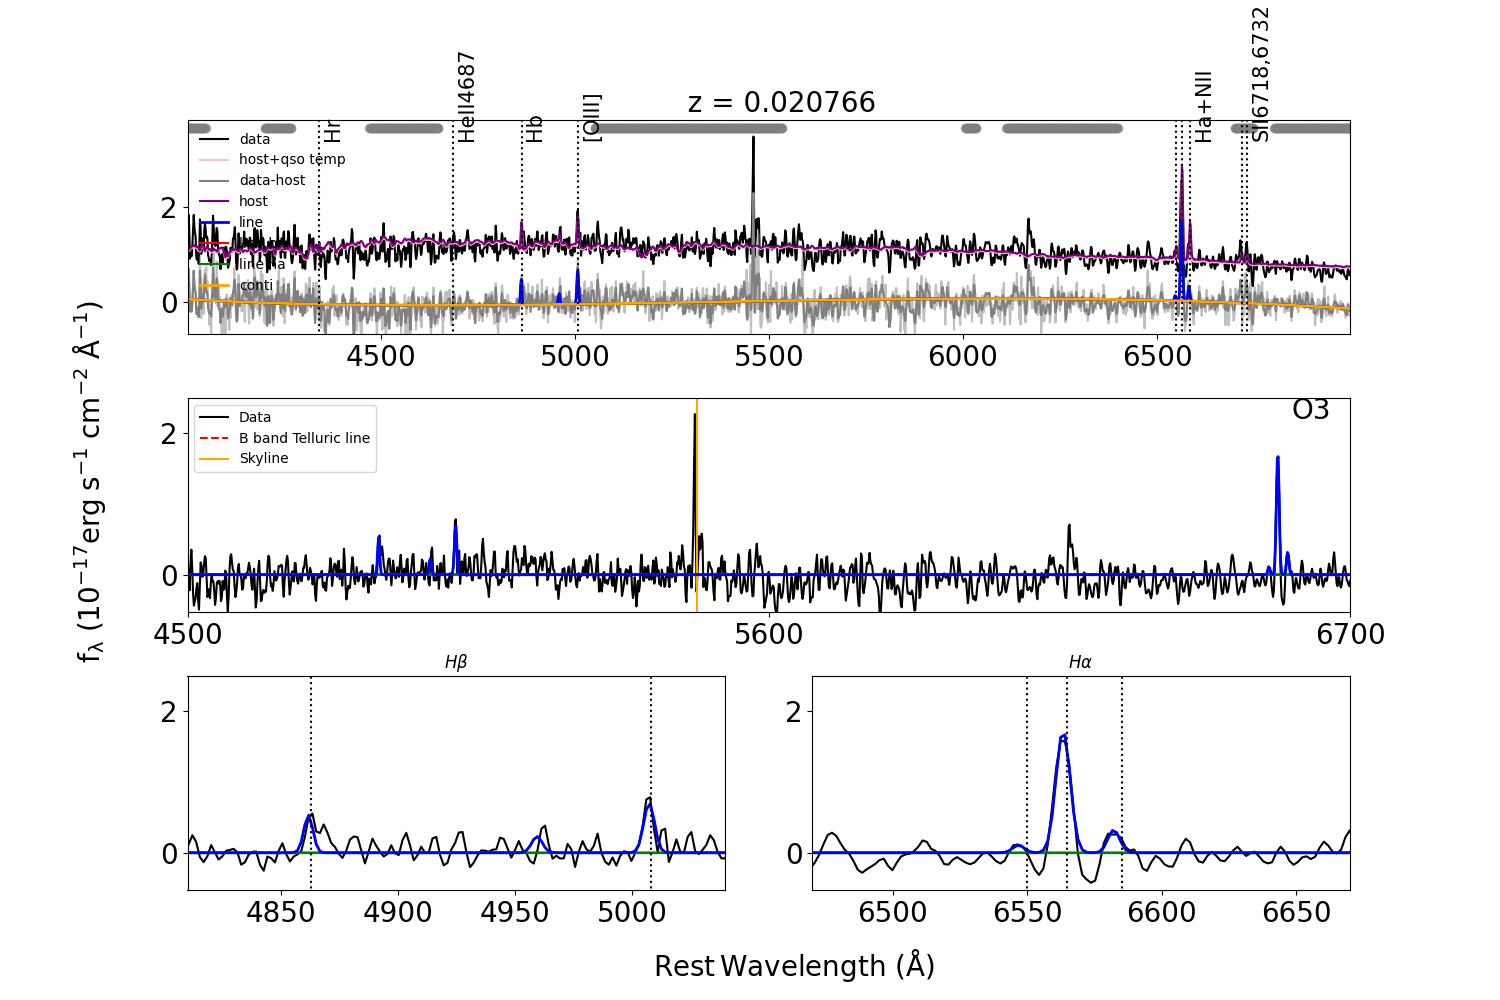 z = 0.020766
Hr
HeII4687
Hb
[OIII]
Ha+NII
SII6718,6732
data
host+qso temp
data-host
host
line
line na
conti
2
0
4500
5000
5500
6000
6500
fλ (10⁻¹⁷erg s⁻¹ cm⁻² Å⁻¹)
Data
B band Telluric line
Skyline
O3
2
0
4500
5600
6700
Hβ
2
0
4850
4900
4950
5000
Hα
2
0
6500
6550
6600
6650
Rest Wavelength (Å)